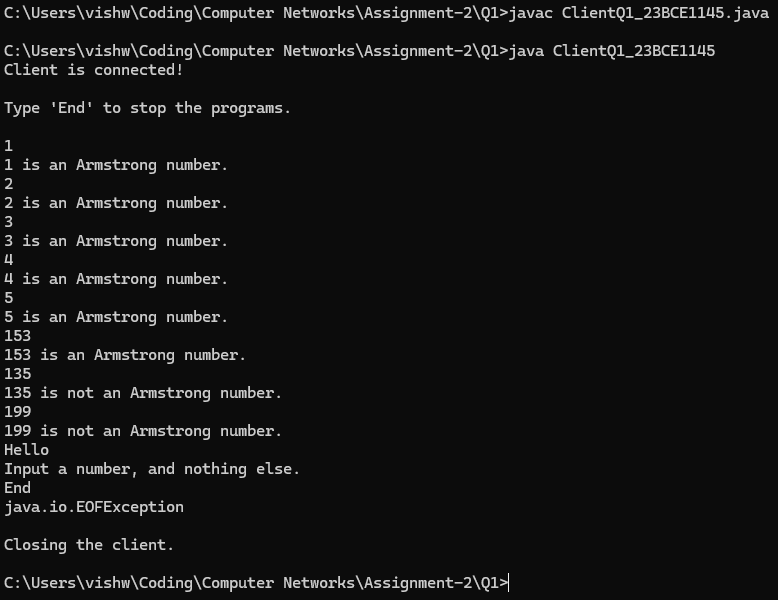 C:\Users\vishw\Coding\Computer Networks\Assignment-2\Q1>javac ClientQ1_23BCE1145.java
C:\Users\vishw\Coding\Computer Networks\Assignment-2\Q1>java ClientQ1_23BCE1145
Client is connected!
Type 'End' to stop the programs.
1
1 is an Armstrong number.
2
2 is an Armstrong number.
3
3 is an Armstrong number.
4
4 is an Armstrong number.
5
5 is an Armstrong number.
153
153 is an Armstrong number.
135
135 is not an Armstrong number.
199
199 is not an Armstrong number.
Hello
Input a number, and nothing else.
End
java.io.EOFException
Closing the client.
C:\Users\vishw\Coding\Computer Networks\Assignment-2\Q1>